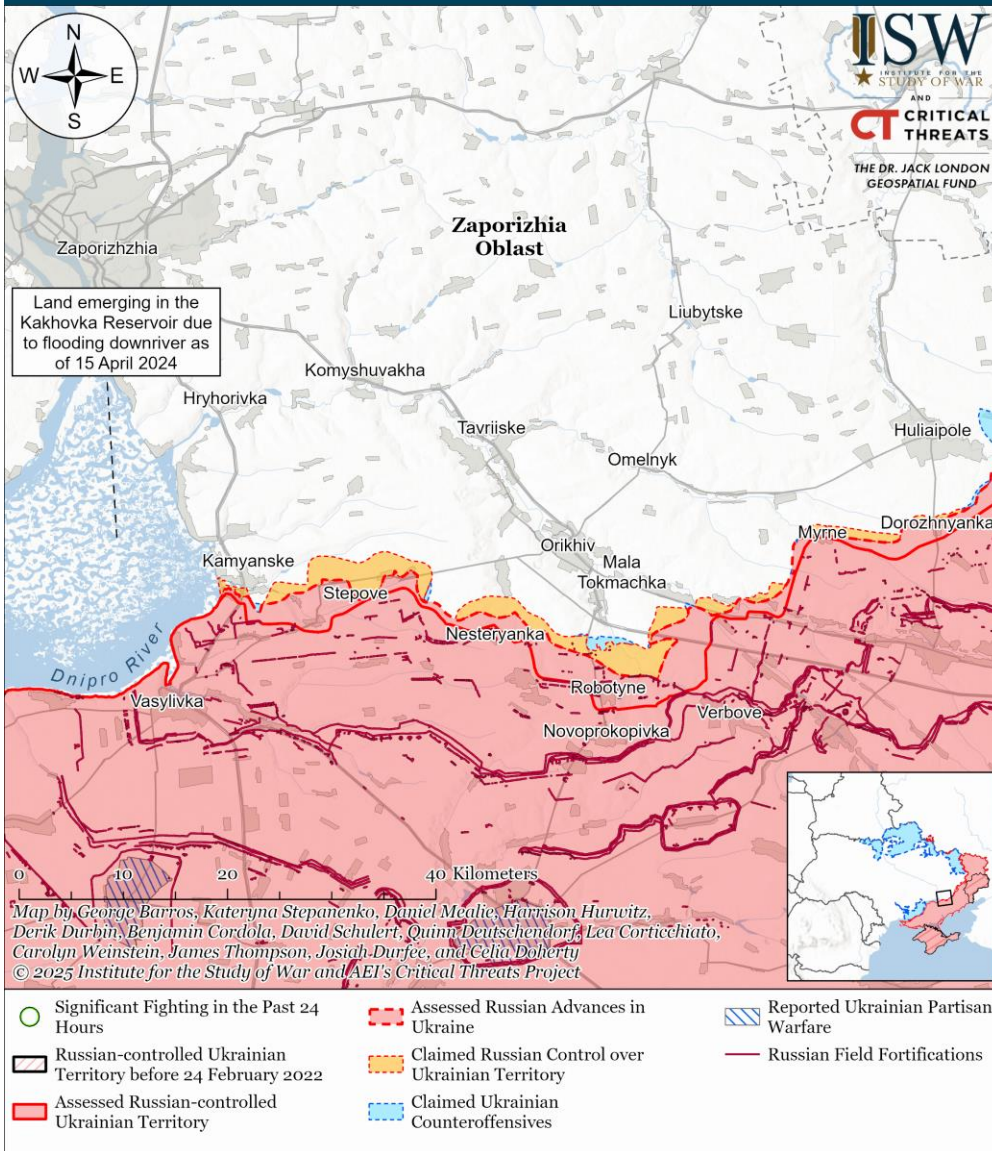 N
W E
S
ISW
INSTITUTE FOR THE
STUDY OF WAR
AND
CT CRITICAL
THREATS
THE DR. JACK LONDON
GEOSPATIAL FUND
Zaporizhia
Oblast
Zaporizhzhia
Land emerging in the
Kakhovka Reservoir due
to flooding downriver as
of 15 April 2024
Liubytske
Komyshuvakha
Hryhorivka
Tavriiske
Huliaipole
Omelnyk
Dorozhnyanka
Myrne
Orikhiv
Kamyanske
Mala
Tokmachka
Stepove
Nesteryanka
Dnipro River
Robotyne
Vasylivka
Verbove
Novoprokopivka
0 10 20 40 Kilometers
Map by George Barros, Kateryna Stepanenko, Daniel Mealie, Harrison Hurwitz,
Derik Durbin, Benjamin Cordola, David Schulert, Quinn Deutschendorf, Lea Corticchiato,
Carolyn Weinstein, James Thompson, Josiah Durfee, and Celia Doherty
© 2025 Institute for the Study of War and AEI's Critical Threats Project
Significant Fighting in the Past 24
Hours
Russian-controlled Ukrainian
Territory before 24 February 2022
Assessed Russian-controlled
Ukrainian Territory
Assessed Russian Advances in
Ukraine
Claimed Russian Control over
Ukrainian Territory
Claimed Ukrainian
Counteroffensives
Reported Ukrainian Partisan
Warfare
Russian Field Fortifications